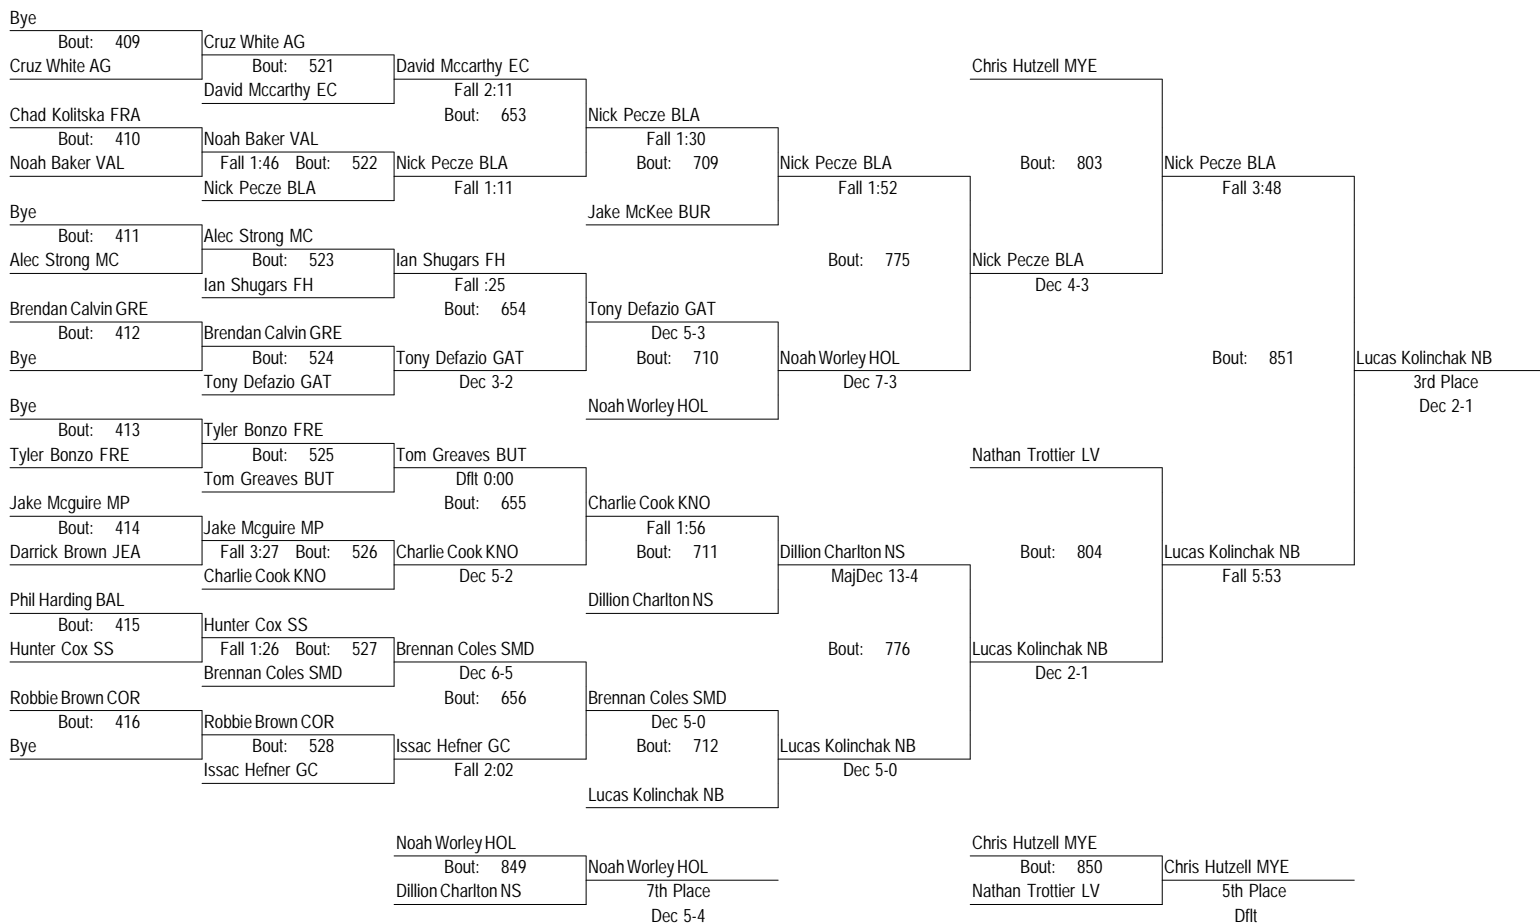 Bye
Bout: 409 Cruz White AG
Cruz White AG Bout: 521 David Mccarthy EC Chris Hutzell MYE
David Mccarthy EC Fall 2:11
Chad Kolitska FRA Bout: 653 Nick Pecze BLA
Bout: 410 Noah Baker VAL Fall 1:30
Noah Baker VAL Fall 1:46 Bout: 522 Nick Pecze BLA Bout: 709 Nick Pecze BLA Bout: 803 Nick Pecze BLA
Nick Pecze BLA Fall 1:11 Fall 1:52 Fall 3:48
Bye Jake McKee BUR
Bout: 411 Alec Strong MC
Alec Strong MC Bout: 523 Ian Shugars FH Bout: 775 Nick Pecze BLA
Ian Shugars FH Fall :25 Dec 4-3
Brendan Calvin GRE Bout: 654 Tony Defazio GAT
Bout: 412 Brendan Calvin GRE Dec 5-3
Bye Bout: 524 Tony Defazio GAT Bout: 710 Noah Worley HOL Bout: 851 Lucas Kolinchak NB
Tony Defazio GAT Dec 3-2 Dec 7-3 3rd Place
Bye Noah Worley HOL Dec 2-1
Bout: 413 Tyler Bonzo FRE
Tyler Bonzo FRE Bout: 525 Tom Greaves BUT Nathan Trottier LV
Tom Greaves BUT Dflt 0:00
Jake Mcguire MP Bout: 655 Charlie Cook KNO
Bout: 414 Jake Mcguire MP Fall 1:56
Darrick Brown JEA Fall 3:27 Bout: 526 Charlie Cook KNO Bout: 711 Dillion Charlton NS Bout: 804 Lucas Kolinchak NB
Charlie Cook KNO Dec 5-2 MajDec 13-4 Fall 5:53
Phil Harding BAL Dillion Charlton NS
Bout: 415 Hunter Cox SS
Hunter Cox SS Fall 1:26 Bout: 527 Brennan Coles SMD Bout: 776 Lucas Kolinchak NB
Brennan Coles SMD Dec 6-5 Dec 2-1
Robbie Brown COR Bout: 656 Brennan Coles SMD
Bout: 416 Robbie Brown COR Dec 5-0
Bye Bout: 528 Issac Hefner GC Bout: 712 Lucas Kolinchak NB
Issac Hefner GC Fall 2:02 Dec 5-0
Lucas Kolinchak NB
Noah Worley HOL Chris Hutzell MYE
Bout: 849 Noah Worley HOL Bout: 850 Chris Hutzell MYE
Dillion Charlton NS 7th Place Nathan Trottier LV 5th Place
Dec 5-4 Dflt